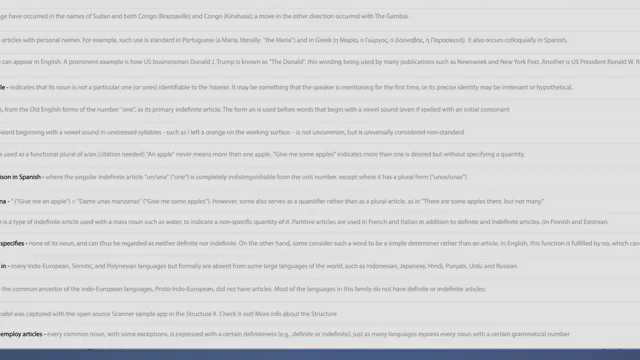 ge have occurred in the names of Sudan and both Congo (Brazzaville) and Congo (Kinshasa); a move in the other direction occurred with The Gambia.
articles with personal names. For example, such use is standard in Portuguese (a Maria, literally: "the Maria") and in Greek (η Μαρία, ο Γιώργος, ο Δούναβης, η Παρασκευή). It also occurs colloquially in Spanish,
can appear in English. A prominent example is how US businessman Donald J. Trump is known as "The Donald", this wording being used by many publications such as Newsweek and New York Post. Another is US President Ronald W. R
le - indicates that its noun is not a particular one (or ones) identifiable to the listener. It may be something that the speaker is mentioning for the first time, or its precise identity may be irrelevant or hypothetical,
, from the Old English forms of the number "one", as its primary indefinite article. The form an is used before words that begin with a vowel sound (even if spelled with an initial consonant
word beginning with a vowel sound in unstressed syllables - such as I left a orange on the working surface - is not uncommon, but is universally considered non-standard.
s used as a functional plural of a/an.[citation needed] "An apple" never means more than one apple. "Give me some apples" indicates more than one is desired but without specifying a quantity.
ison in Spanish - where the singular indefinite article "un/una" ("one") is completely indistinguishable from the unit number, except where it has a plural form ("unos/unas")
na - " ("Give me an apple") > "Dame unas manzanas" ("Give me some apples"). However, some also serves as a quantifier rather than as a plural article, as in "There are some apples there, but not many."
e is a type of indefinite article used with a mass noun such as water, to indicate a non-specific quantity of it. Partitive articles are used in French and Italian in addition to definite and indefinite articles. (In Finnish and Estonian,
specifies - none of its noun, and can thus be regarded as neither definite nor indefinite. On the other hand, some consider such a word to be a simple determiner rather than an article. In English, this function is fulfilled by no, which can
in - many Indo-European, Semitic, and Polynesian languages but formally are absent from some large languages of the world, such as Indonesian, Japanese, Hindi, Punjabi, Urdu and Russian.
the common ancestor of the Indo-European languages, Proto-Indo-European, did not have articles. Most of the languages in this family do not have definite or indefinite articles.
odel was captured with the open source Scanner sample app in the Structure K. Check it out! More info about the Structure
employ articles - every common noun, with some exceptions, is expressed with a certain definiteness (e.g., definite or indefinite), just as many languages express every noun with a certain grammatical number